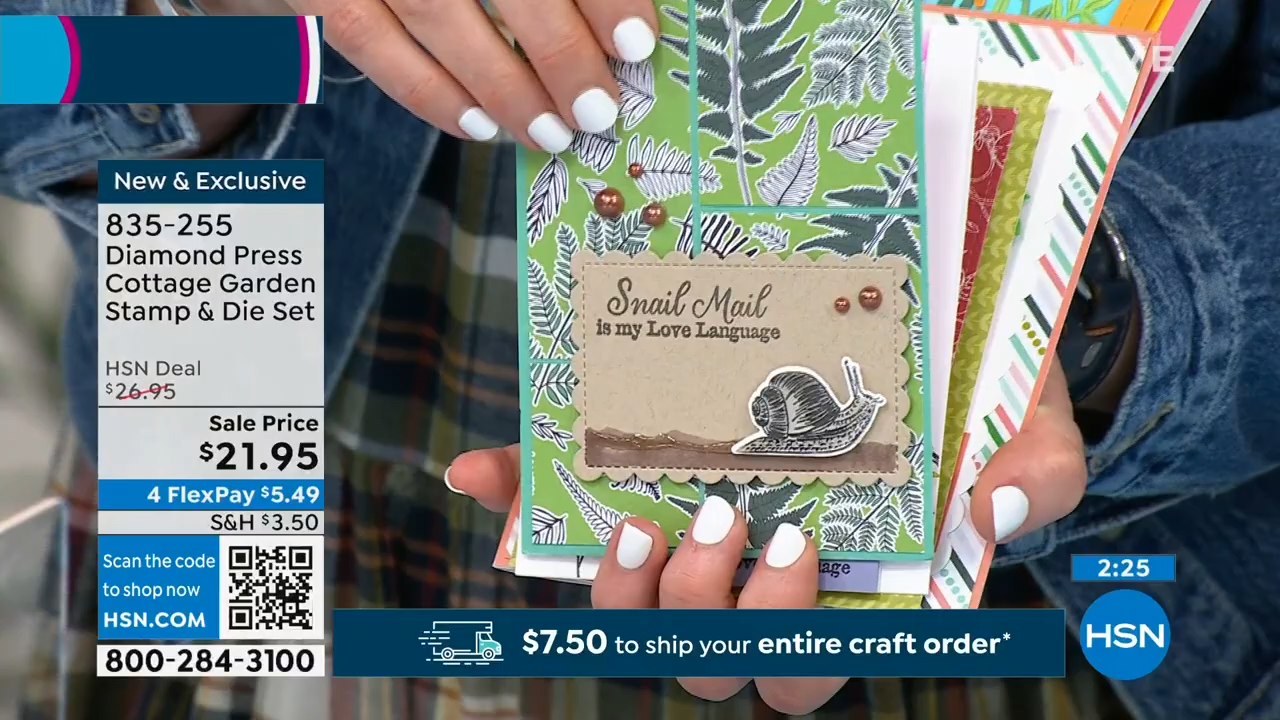 New & Exclusive
835-255
Diamond Press
Cottage Garden
Stamp & Die Set
HSN Deal
$26.95
Sale Price
$21.95
4 FlexPay $5.49
S&H $3.50
Scan the code
to shop now
HSN.COM
800-284-3100
Snail Mail
is my Love Language
2:25
HSN
$7.50 to ship your entire craft order*